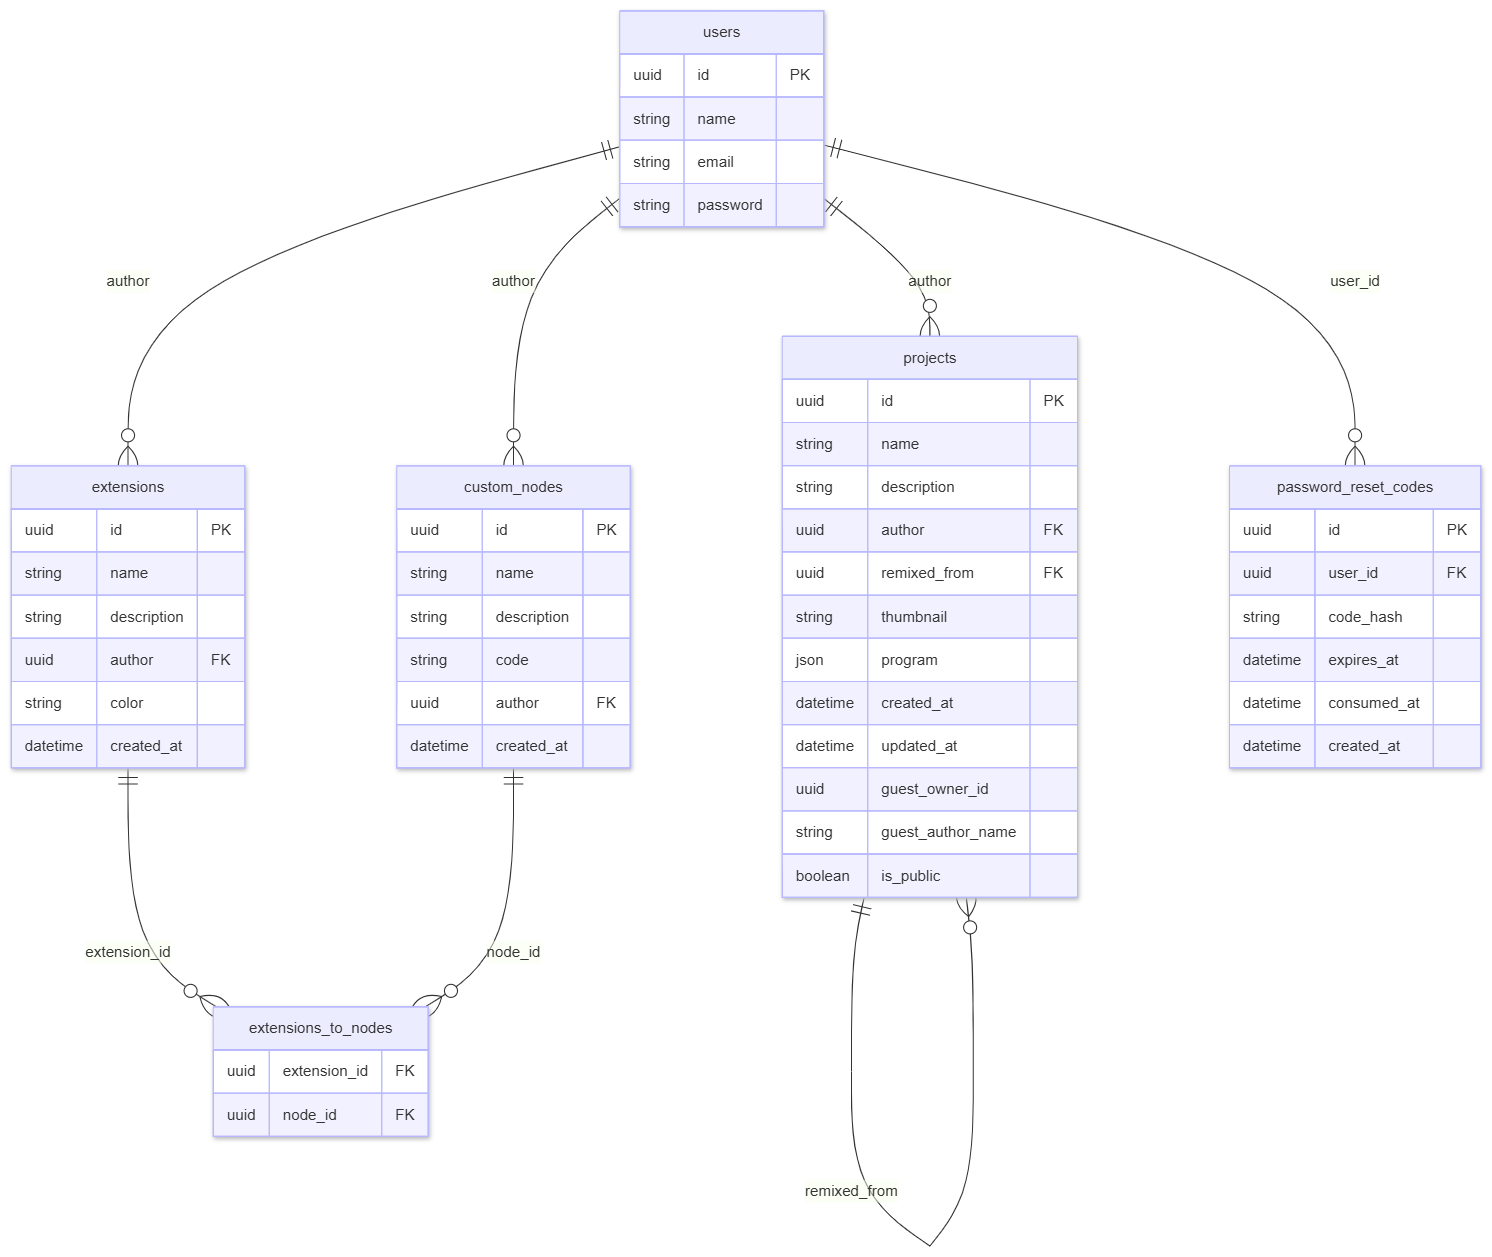 users
uuid id PK
string name
string email
string password
author
author
author
user_id
projects
uuid id PK
string name
string description
uuid author FK
uuid remixed_from FK
string thumbnail
json program
datetime created_at
datetime updated_at
uuid guest_owner_id
string guest_author_name
boolean is_public
extensions
uuid id PK
string name
string description
uuid author FK
string color
datetime created_at
custom_nodes
uuid id PK
string name
string description
string code
uuid author FK
datetime created_at
password_reset_codes
uuid id PK
uuid user_id FK
string code_hash
datetime expires_at
datetime consumed_at
datetime created_at
extension_id
node_id
extensions_to_nodes
uuid extension_id FK
uuid node_id FK
remixed_from